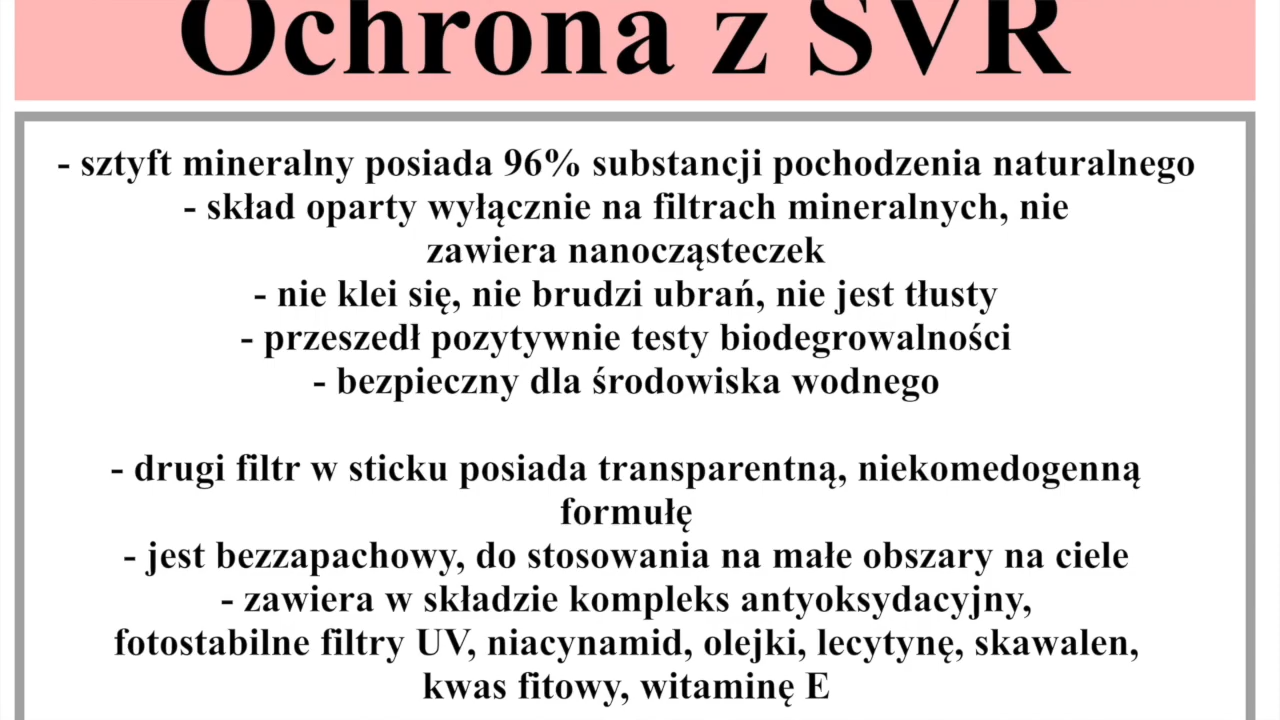 Ochrona z SVR
- sztyft mineralny posiada 96% substancji pochodzenia naturalnego
- skład oparty wyłącznie na filtrach mineralnych, nie
zawiera nanocząsteczek
- nie klei się, nie brudzi ubrań, nie jest tłusty
- przeszedł pozytywnie testy biodegrowalności
- bezpieczny dla środowiska wodnego
- drugi filtr w sticku posiada transparentną, niekomedogenną
formułę
- jest bezzapachowy, do stosowania na małe obszary na ciele
- zawiera w składzie kompleks antyoksydacyjny,
fotostabilne filtry UV, niacynamid, olejki, lecytynę, skawalen,
kwas fitowy, witaminę E